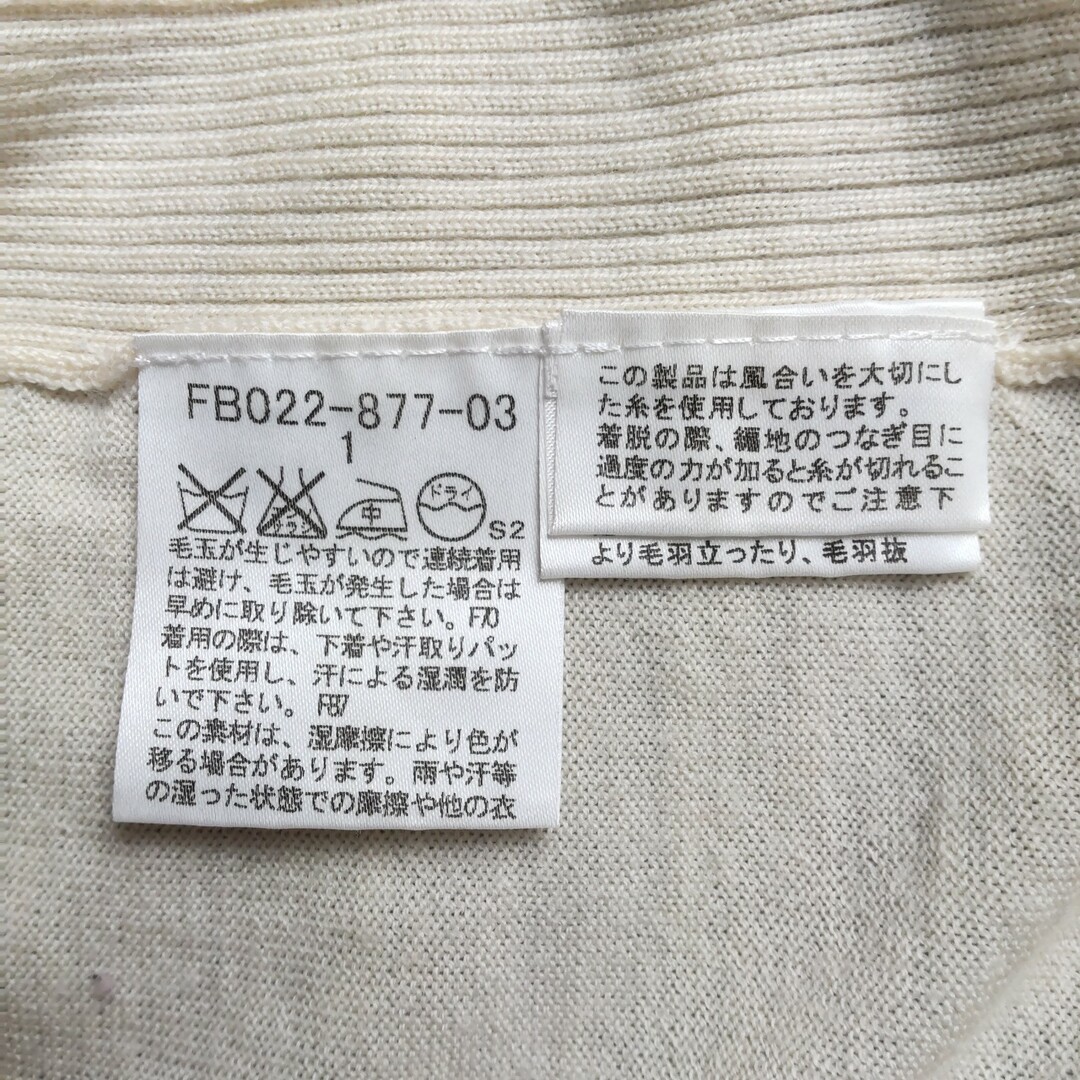 FB022-877-03
1
エンソサラシ
中
ドライ
S2
毛玉が生じやすいので連続着用
は避け、毛玉が発生した場合は
早めに取り除いて下さい。F70
着用の際は、下着や汗取りパッ
トを使用し、汗による湿潤を防
いで下さい。F87
この素材は、湿摩擦により色が
移る場合があります。雨や汗等
の湿った状態での摩擦や他の衣
この製品は風合いを大切にし
た糸を使用しております。
着脱の際、編地のつなぎ目に
過度の力が加ると糸が切れるこ
とがありますのでご注意下
より毛羽立ったり、毛羽抜